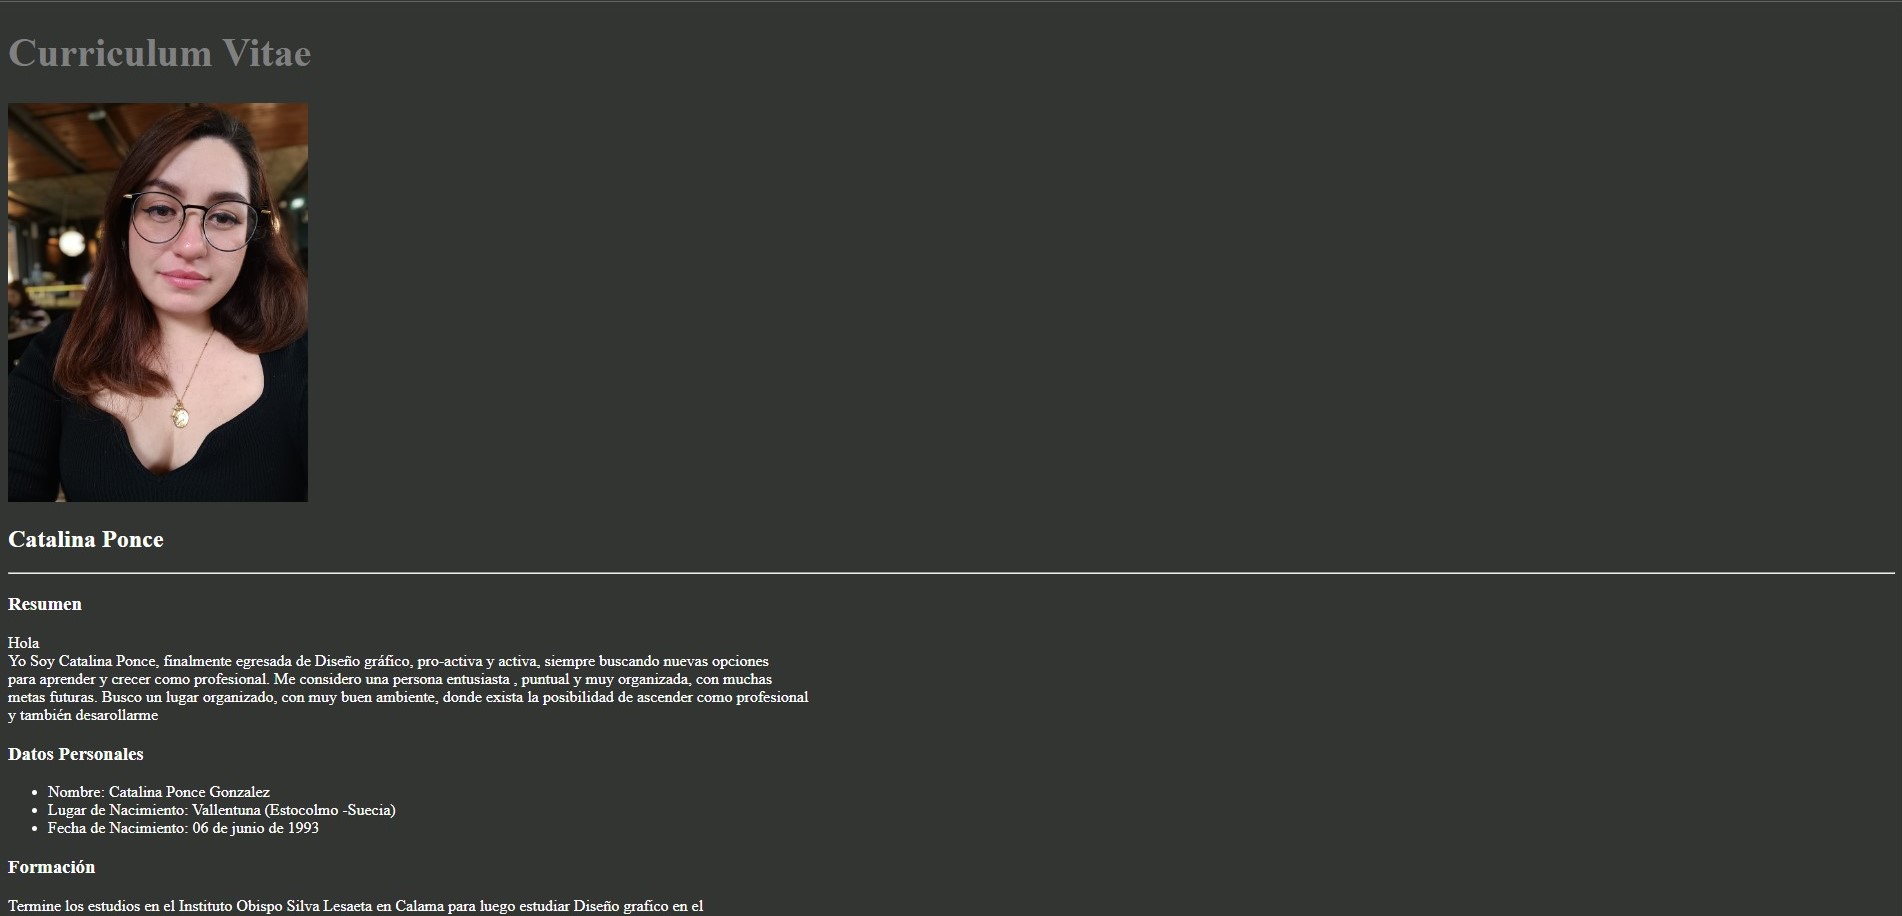 Curriculum Vitae
Catalina Ponce
Resumen
Hola
Yo Soy Catalina Ponce, finalmente egresada de Diseño gráfico, pro-activa y activa, siempre buscando nuevas opciones
para aprender y crecer como profesional. Me considero una persona entusiasta , puntual y muy organizada, con muchas
metas futuras. Busco un lugar organizado, con muy buen ambiente, donde exista la posibilidad de ascender como profesional
y también desarollarme
Datos Personales
• Nombre: Catalina Ponce Gonzalez
• Lugar de Nacimiento: Vallentuna (Estocolmo -Suecia)
• Fecha de Nacimiento: 06 de junio de 1993
Formación
Termine los estudios en el Instituto Obispo Silva Lesaeta en Calama para luego estudiar Diseño grafico en el